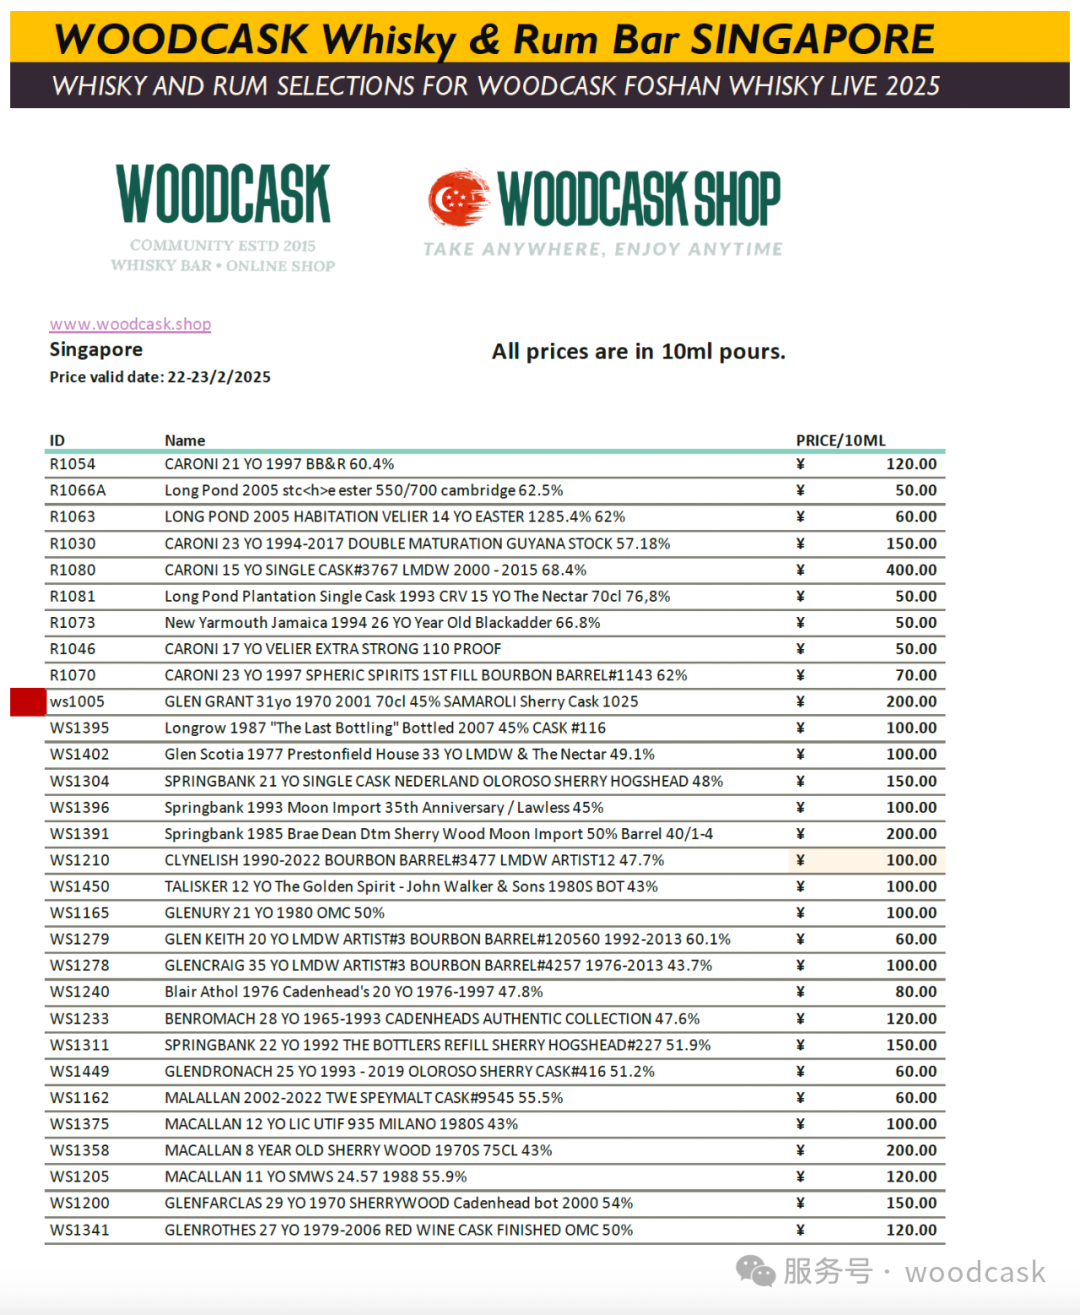 WOODCASK Whisky & Rum Bar SINGAPORE
WHISKY AND RUM SELECTIONS FOR WOODCASK FOSHAN WHISKY LIVE 2025
WOODCASK
COMMUNITY ESTD 2015
WHISKY BAR • ONLINE SHOP
WOODCASK SHOP
TAKE ANYWHERE, ENJOY ANYTIME
www.woodcask.shop
Singapore
All prices are in 10ml pours.
Price valid date: 22-23/2/2025
ID Name PRICE/10ML
R1054 CARONI 21 YO 1997 BB&R 60.4% ¥ 120.00
R1066A Long Pond 2005 stc<h>e ester 550/700 cambridge 62.5% ¥ 50.00
R1063 LONG POND 2005 HABITATION VELIER 14 YO EASTER 1285.4% 62% ¥ 60.00
R1030 CARONI 23 YO 1994-2017 DOUBLE MATURATION GUYANA STOCK 57.18% ¥ 150.00
R1080 CARONI 15 YO SINGLE CASK#3767 LMDW 2000 - 2015 68.4% ¥ 400.00
R1081 Long Pond Plantation Single Cask 1993 CRV 15 YO The Nectar 70cl 76,8% ¥ 50.00
R1073 New Yarmouth Jamaica 1994 26 YO Year Old Blackadder 66.8% ¥ 50.00
R1046 CARONI 17 YO VELIER EXTRA STRONG 110 PROOF ¥ 50.00
R1070 CARONI 23 YO 1997 SPHERIC SPIRITS 1ST FILL BOURBON BARREL#1143 62% ¥ 70.00
ws1005 GLEN GRANT 31yo 1970 2001 70cl 45% SAMAROLI Sherry Cask 1025 ¥ 200.00
WS1395 Longrow 1987 "The Last Bottling" Bottled 2007 45% CASK #116 ¥ 100.00
WS1402 Glen Scotia 1977 Prestonfield House 33 YO LMDW & The Nectar 49.1% ¥ 100.00
WS1304 SPRINGBANK 21 YO SINGLE CASK NEDERLAND OLOROSO SHERRY HOGSHEAD 48% ¥ 150.00
WS1396 Springbank 1993 Moon Import 35th Anniversary / Lawless 45% ¥ 100.00
WS1391 Springbank 1985 Brae Dean Dtm Sherry Wood Moon Import 50% Barrel 40/1-4 ¥ 200.00
WS1210 CLYNELISH 1990-2022 BOURBON BARREL#3477 LMDW ARTIST12 47.7% ¥ 100.00
WS1450 TALISKER 12 YO The Golden Spirit - John Walker & Sons 1980S BOT 43% ¥ 100.00
WS1165 GLENURY 21 YO 1980 OMC 50% ¥ 100.00
WS1279 GLEN KEITH 20 YO LMDW ARTIST#3 BOURBON BARREL#120560 1992-2013 60.1% ¥ 60.00
WS1278 GLENCRAIG 35 YO LMDW ARTIST#3 BOURBON BARREL#4257 1976-2013 43.7% ¥ 100.00
WS1240 Blair Athol 1976 Cadenhead's 20 YO 1976-1997 47.8% ¥ 80.00
WS1233 BENROMACH 28 YO 1965-1993 CADENHEADS AUTHENTIC COLLECTION 47.6% ¥ 120.00
WS1311 SPRINGBANK 22 YO 1992 THE BOTTLERS REFILL SHERRY HOGSHEAD#227 51.9% ¥ 150.00
WS1449 GLENDRONACH 25 YO 1993 - 2019 OLOROSO SHERRY CASK#416 51.2% ¥ 60.00
WS1162 MALALLAN 2002-2022 TWE SPEYMALT CASK#9545 55.5% ¥ 60.00
WS1375 MACALLAN 12 YO LIC UTIF 935 MILANO 1980S 43% ¥ 100.00
WS1358 MACALLAN 8 YEAR OLD SHERRY WOOD 1970S 75CL 43% ¥ 200.00
WS1205 MACALLAN 11 YO SMWS 24.57 1988 55.9% ¥ 120.00
WS1200 GLENFARCLAS 29 YO 1970 SHERRYWOOD Cadenhead bot 2000 54% ¥ 150.00
WS1341 GLENROTHES 27 YO 1979-2006 RED WINE CASK FINISHED OMC 50% ¥ 120.00
服务号 · woodcask